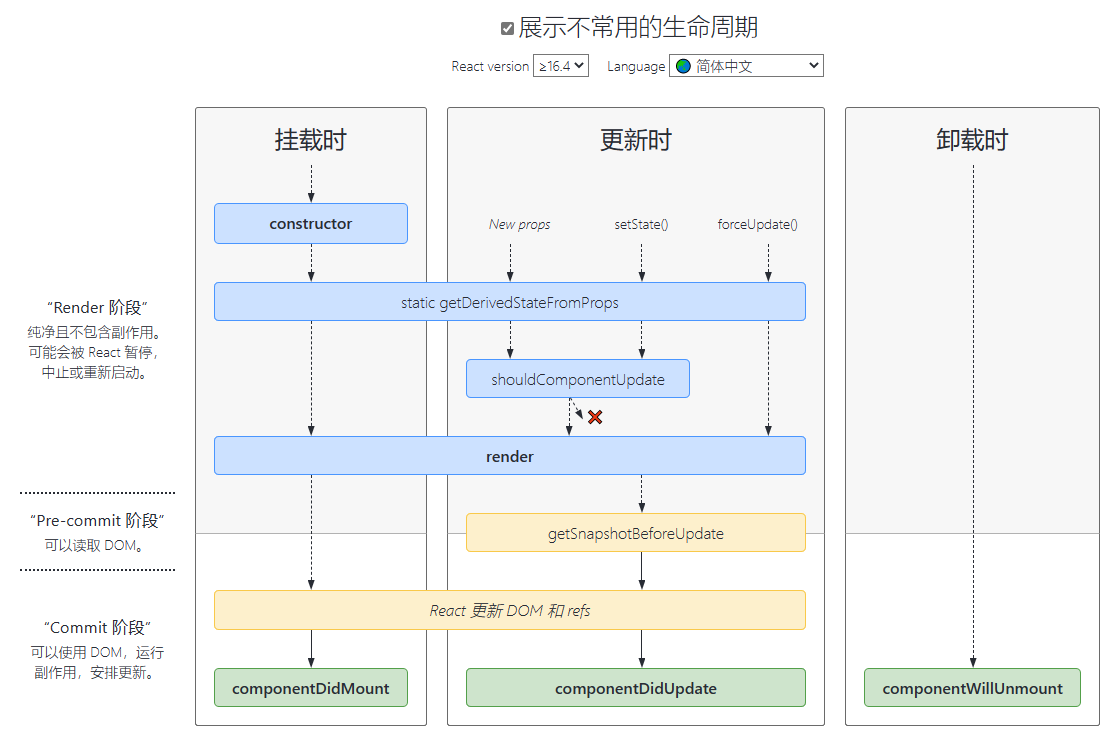 展示不常用的生命周期
React version ≥16.4 Language 简体中文
挂载时
更新时
卸载时
constructor
New props
setState()
forceUpdate()
“Render 阶段”
纯净且不包含副作用。
可能会被 React 暂停，
中止或重新启动。
static getDerivedStateFromProps
shouldComponentUpdate
render
“Pre-commit 阶段”
可以读取 DOM。
getSnapshotBeforeUpdate
“Commit 阶段”
可以使用 DOM，运行
副作用，安排更新。
React 更新 DOM 和 refs
componentDidMount
componentDidUpdate
componentWillUnmount